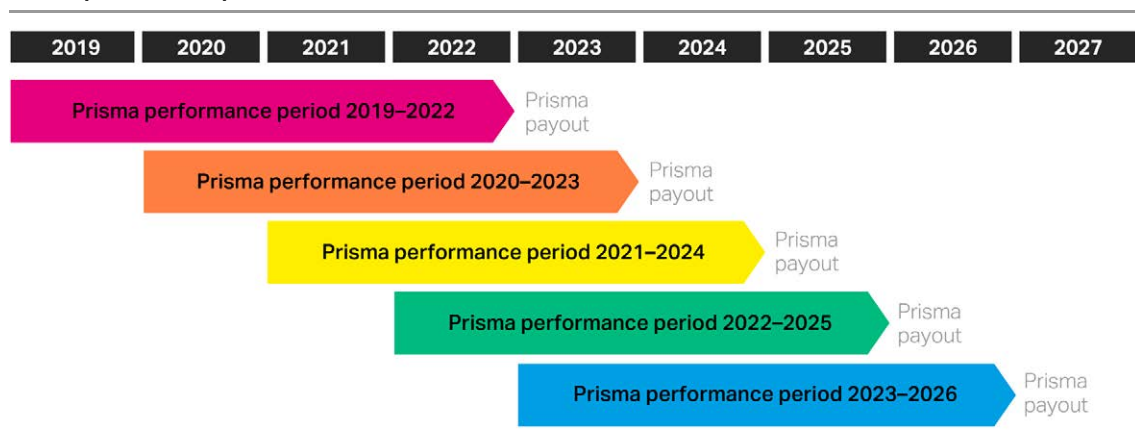 2019 2020 2021 2022 2023 2024 2025 2026 2027
Prisma performance period 2019–2022
Prisma
payout
Prisma performance period 2020–2023
Prisma
payout
Prisma performance period 2021–2024
Prisma
payout
Prisma performance period 2022–2025
Prisma
payout
Prisma performance period 2023–2026
Prisma
payout